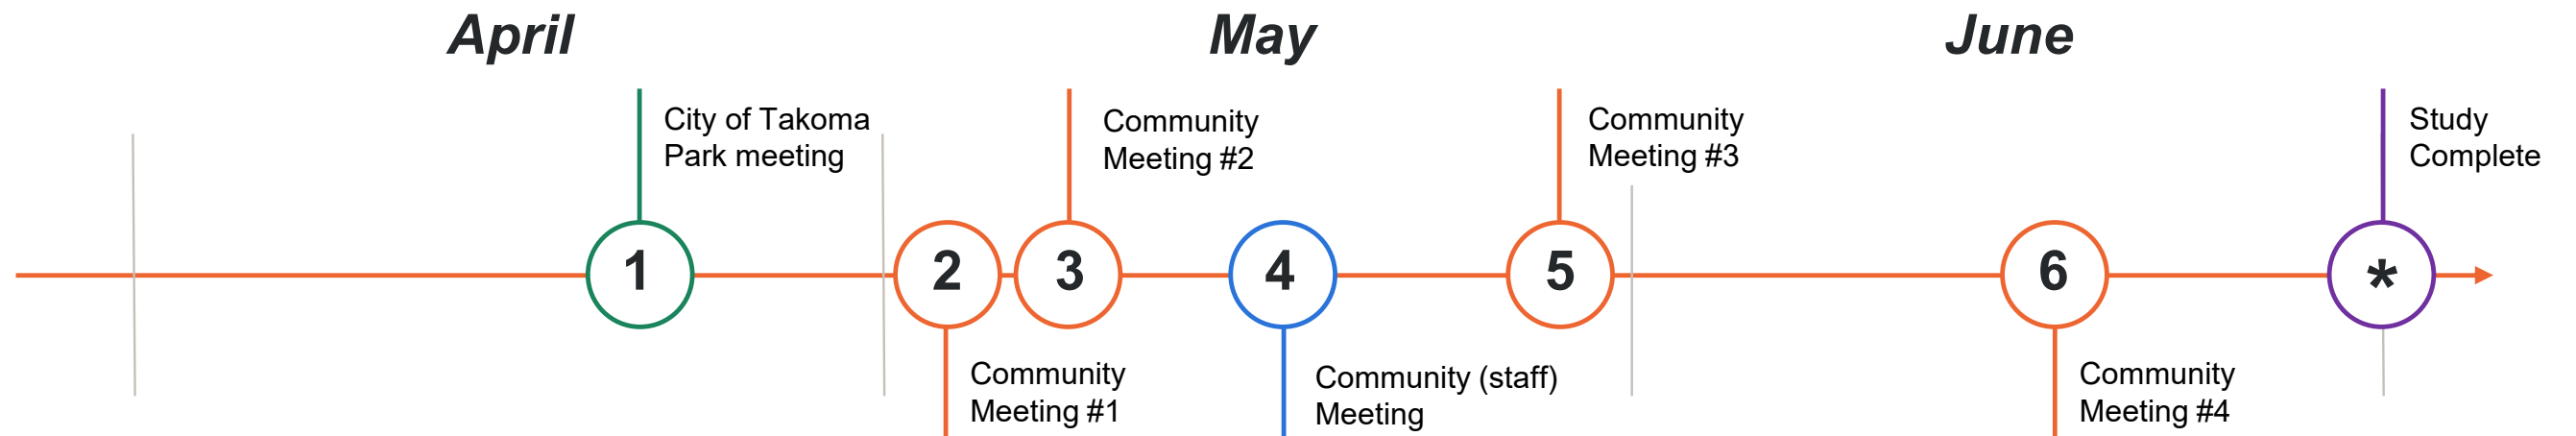 April
May
June
City of Takoma
Park meeting
Community
Meeting #2
Community
Meeting #3
Study
Complete
1
2
3
4
5
6
*
Community
Meeting #1
Community (staff)
Meeting
Community
Meeting #4